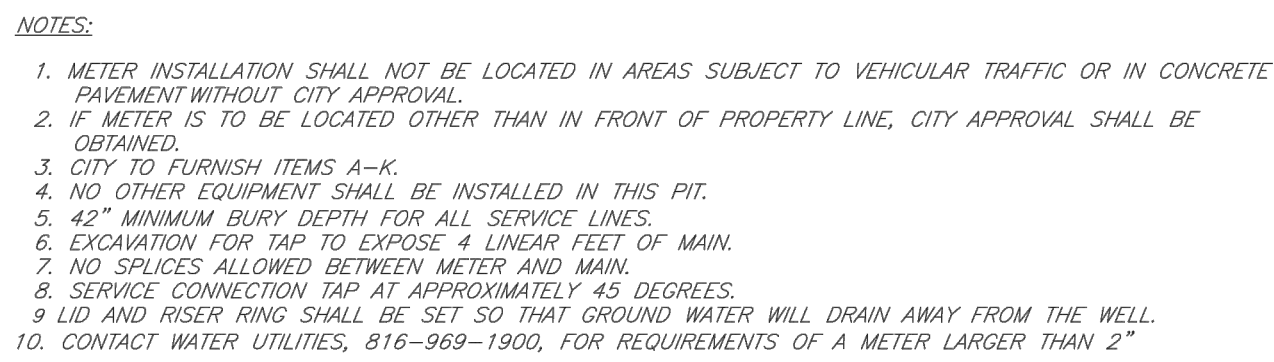 NOTES:
1. METER INSTALLATION SHALL NOT BE LOCATED IN AREAS SUBJECT TO VEHICULAR TRAFFIC OR IN CONCRETE
PAVEMENT WITHOUT CITY APPROVAL.
2. IF METER IS TO BE LOCATED OTHER THAN IN FRONT OF PROPERTY LINE, CITY APPROVAL SHALL BE
OBTAINED.
3. CITY TO FURNISH ITEMS A–K.
4. NO OTHER EQUIPMENT SHALL BE INSTALLED IN THIS PIT.
5. 42" MINIMUM BURY DEPTH FOR ALL SERVICE LINES.
6. EXCAVATION FOR TAP TO EXPOSE 4 LINEAR FEET OF MAIN.
7. NO SPLICES ALLOWED BETWEEN METER AND MAIN.
8. SERVICE CONNECTION TAP AT APPROXIMATELY 45 DEGREES.
9 LID AND RISER RING SHALL BE SET SO THAT GROUND WATER WILL DRAIN AWAY FROM THE WELL.
10. CONTACT WATER UTILITIES, 816–969–1900, FOR REQUIREMENTS OF A METER LARGER THAN 2"